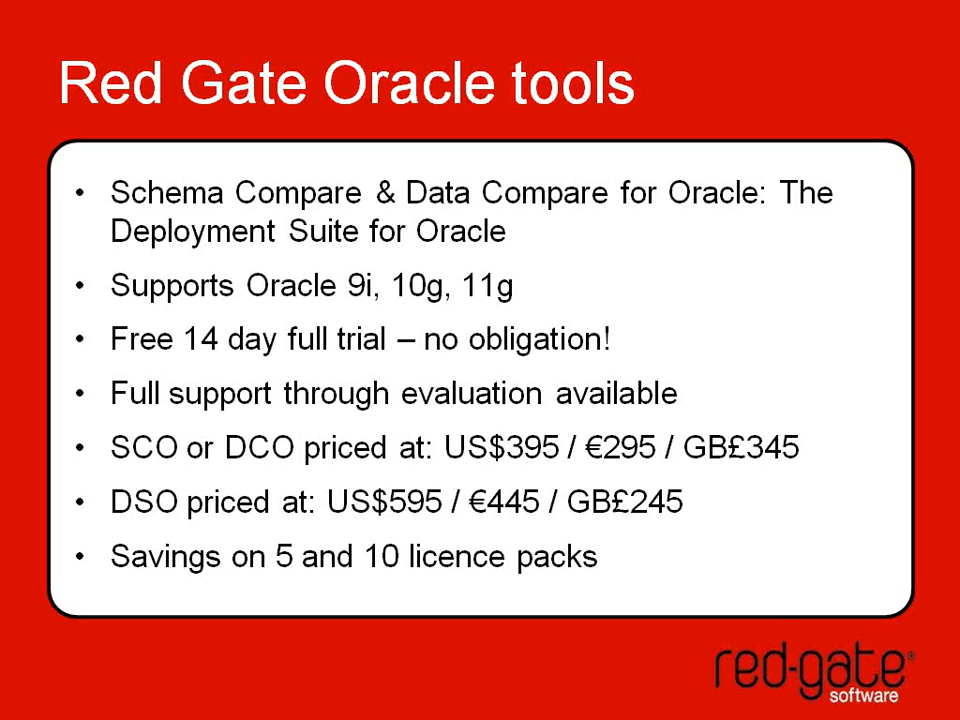 Red Gate Oracle tools
• Schema Compare & Data Compare for Oracle: The
Deployment Suite for Oracle
• Supports Oracle 9i, 10g, 11g
• Free 14 day full trial – no obligation!
• Full support through evaluation available
• SCO or DCO priced at: US$395 / €295 / GB£345
• DSO priced at: US$595 / €445 / GB£245
• Savings on 5 and 10 licence packs
red-gate®
software